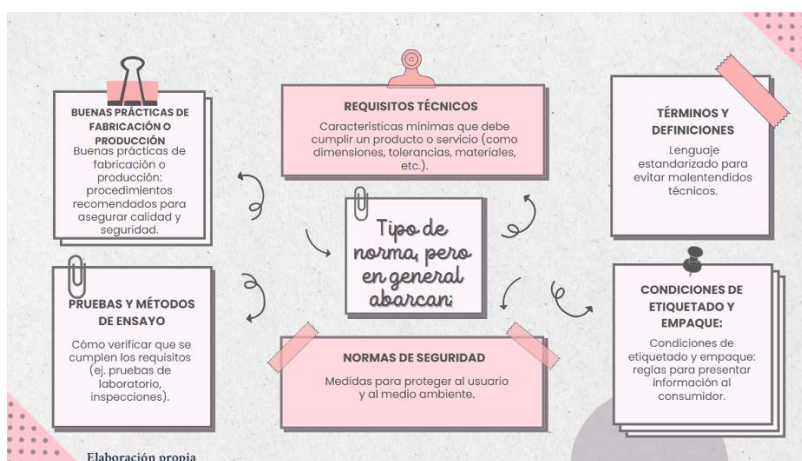 BUENAS PRÁCTICAS DE
FABRICACIÓN O
PRODUCCIÓN
Buenas prácticas de
fabricación o
producción:
procedimientos
recomendados para
asegurar calidad y
seguridad.
REQUISITOS TÉCNICOS
Características mínimas que debe
cumplir un producto o servicio (como
dimensiones, tolerancias, materiales,
etc.).
TÉRMINOS Y
DEFINICIONES
Lenguaje
estandarizado para
evitar malentendidos
técnicos.
Tipo de
norma, pero
en general
abarcan:
PRUEBAS Y MÉTODOS
DE ENSAYO
Cómo verificar que se
cumplen los requisitos
(ej. pruebas de
laboratorio,
inspecciones).
NORMAS DE SEGURIDAD
Medidas para proteger al usuario
y al medio ambiente.
CONDICIONES DE
ETIQUETADO Y
EMPAQUE:
Condiciones de
etiquetado y empaque:
reglas para presentar
información al
consumidor.
Elaboración propia